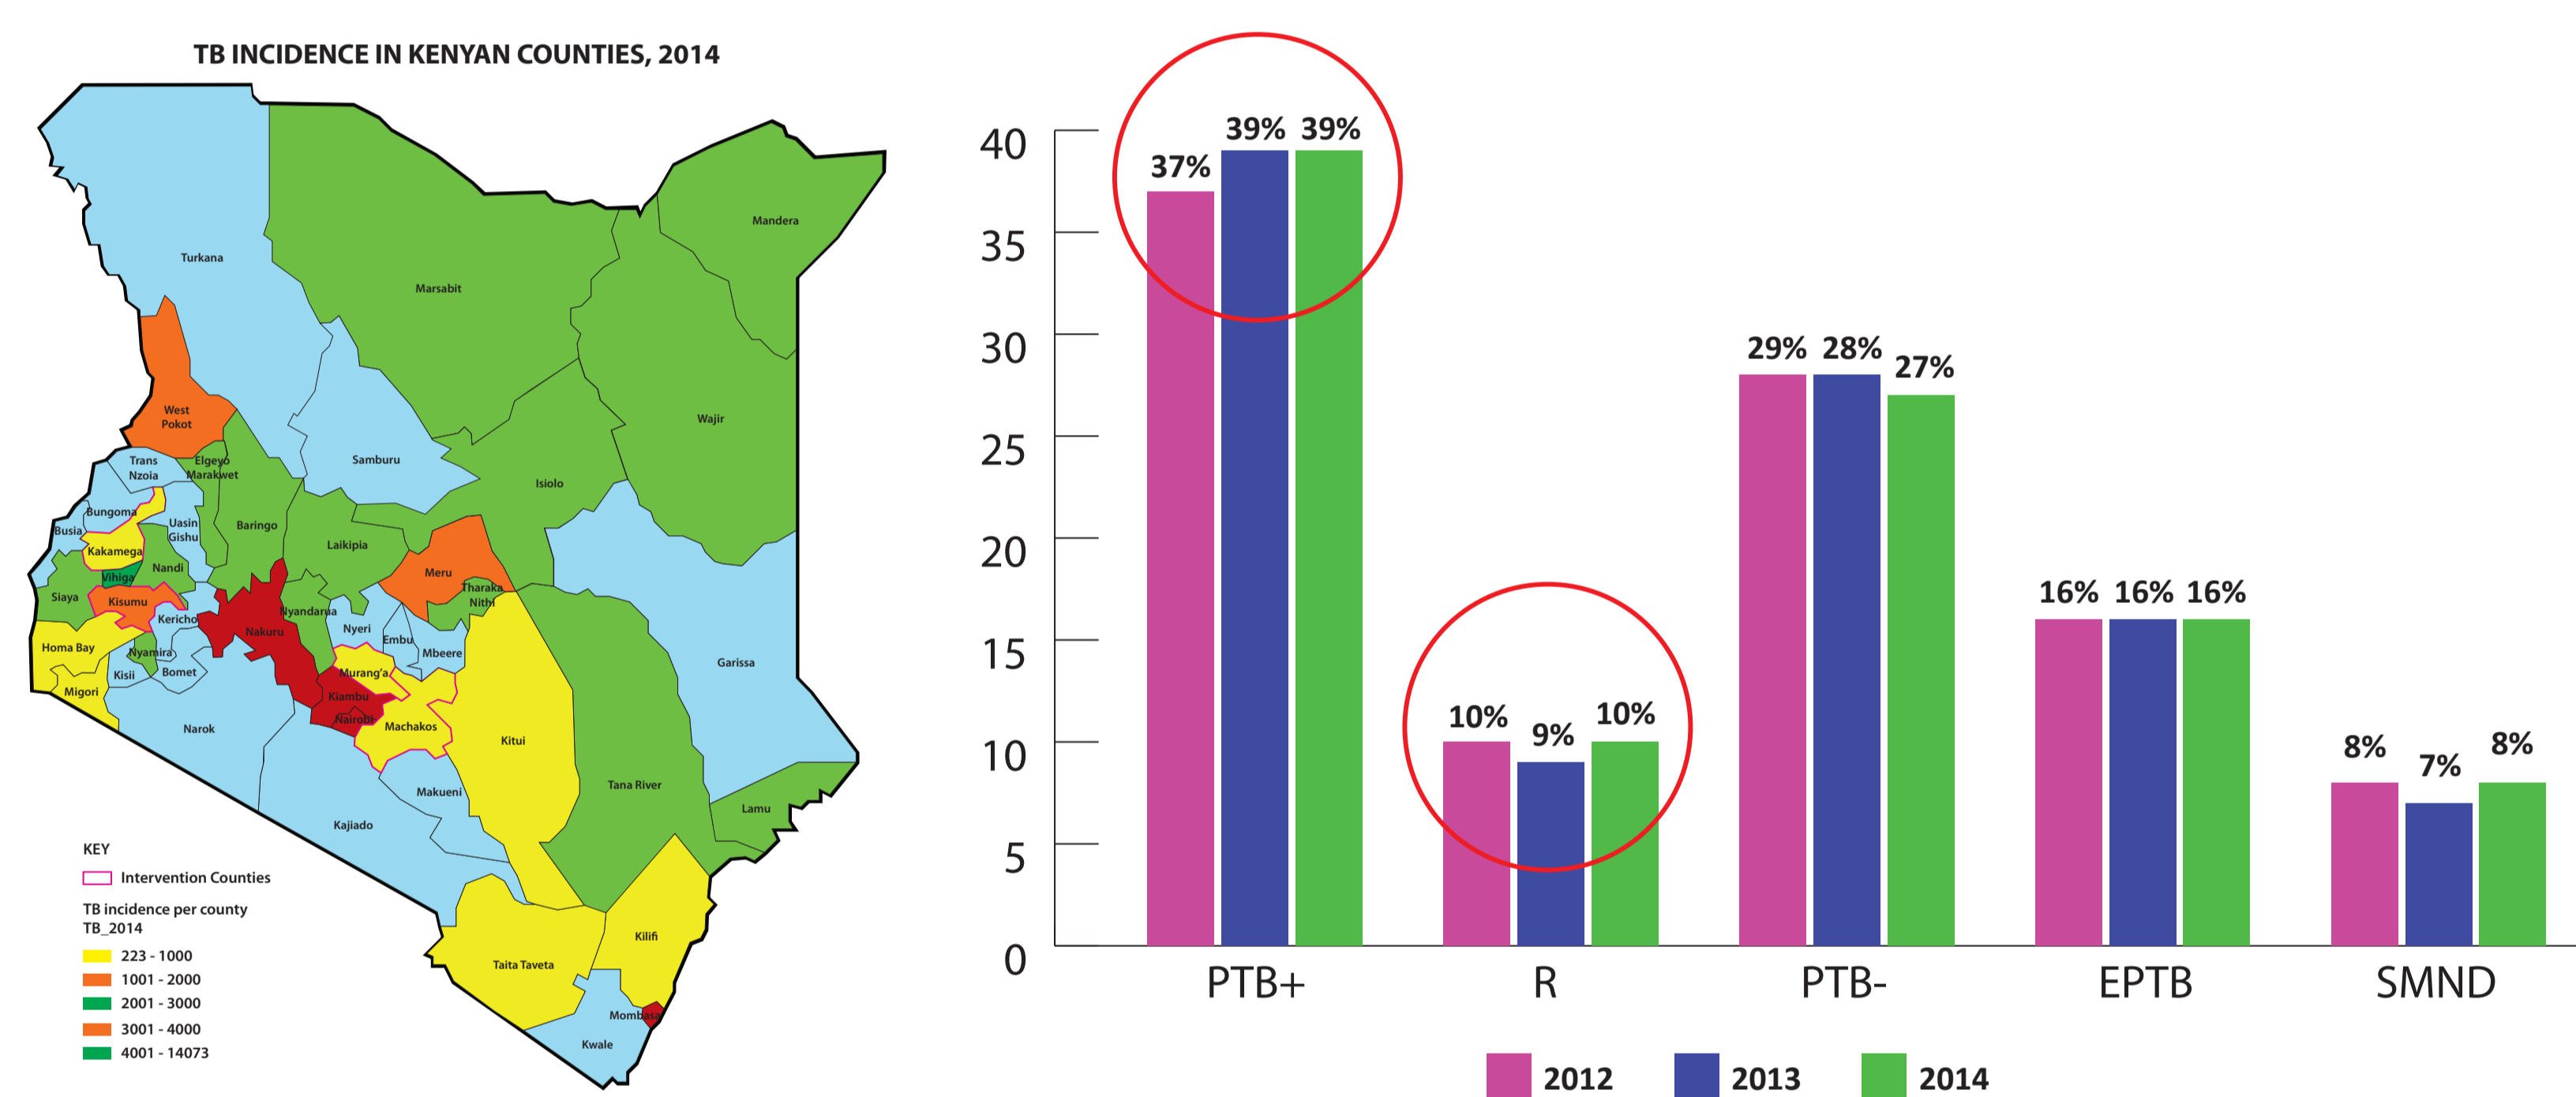 TB INCIDENCE IN KENYAN COUNTIES, 2014
Turkana
Marsabit
Mandera
Wajir
West
Pokot
Samburu
Isiolo
Trans
Nzoia
Elgeyo
Marakwet
Bungoma
Busia
Uasin
Gishu
Baringo
Laikipia
Kakamega
Vihiga
Nandi
Meru
Tharaka
Nithi
Siaya
Kisumu
Kericho
Nyandarua
Nakuru
Nyeri
Embu
Mbeere
Garissa
Homa Bay
Nyamira
Kisii
Bomet
Migori
Murang'a
Kiambu
Nairobi
Machakos
Narok
Kitui
Tana River
Makueni
Lamu
Kajiado
Kilifi
Taita Taveta
Mombasa
Kwale
KEY
Intervention Counties
TB incidence per county
TB_2014
223 - 1000
1001 - 2000
2001 - 3000
3001 - 4000
4001 - 14073
40
35
30
25
20
15
10
5
0
37% 39% 39%
10% 9% 10%
29% 28% 27%
16% 16% 16%
8% 7% 8%
PTB+ R PTB- EPTB SMND
2012 2013 2014